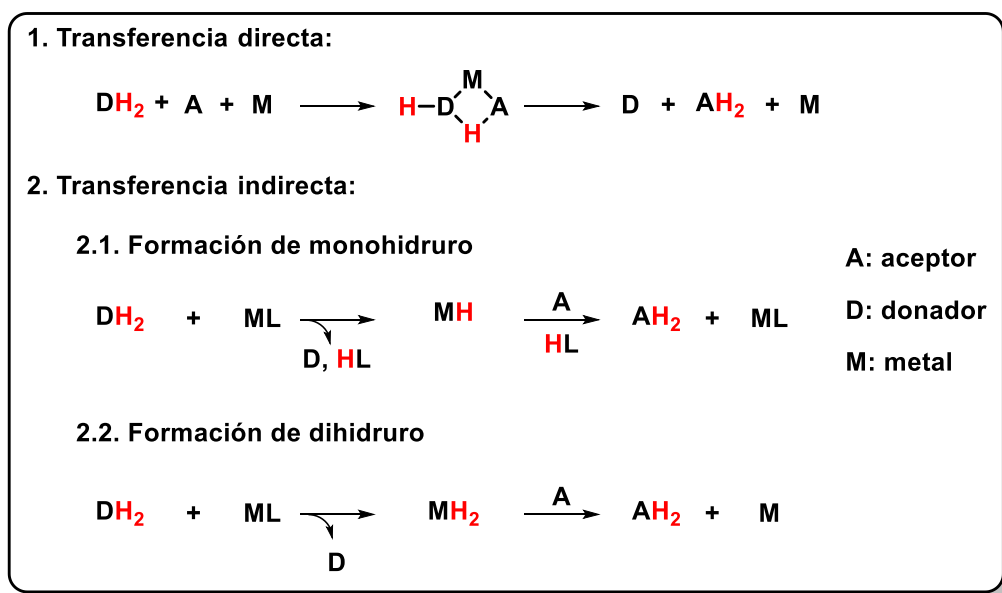 1. Transferencia directa:
DH₂ + A + M H D M A H D + AH₂ + M
2. Transferencia indirecta:
2.1. Formación de monohidruro
A: aceptor
DH₂ + ML D, HL MH A HL AH₂ + ML
D: donador
M: metal
2.2. Formación de dihidruro
DH₂ + ML D MH₂ A AH₂ + M